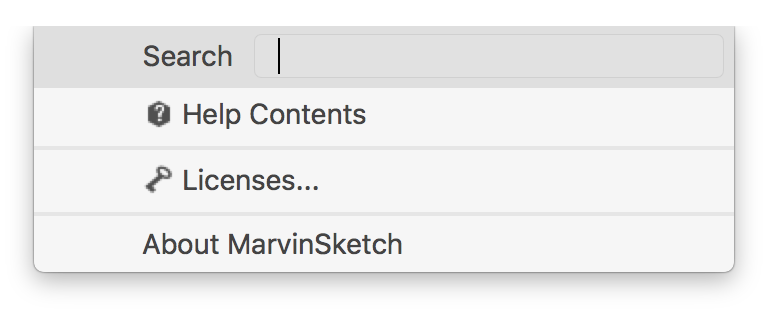 Search
Help Contents
Licenses...
About MarvinSketch